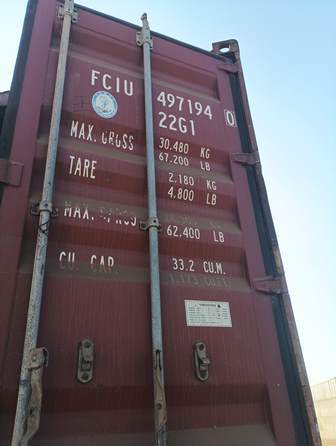 FCIU 497194 0
22G1
MAX. GROSS 30.480 KG
67.200 LB
TARE 2.180 KG
4.800 LB
MAX.
62.400 LB
CU. CAP. 33.2 CU.M.